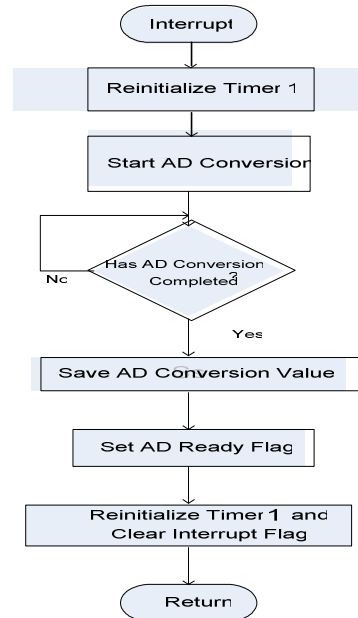 Interrupt
Reinitialize Timer 1
Start AD Conversion
Has AD Conversion
Completed ?
No
Yes
Save AD Conversion Value
Set AD Ready Flag
Reinitialize Timer 1 and
Clear Interrupt Flag
Return